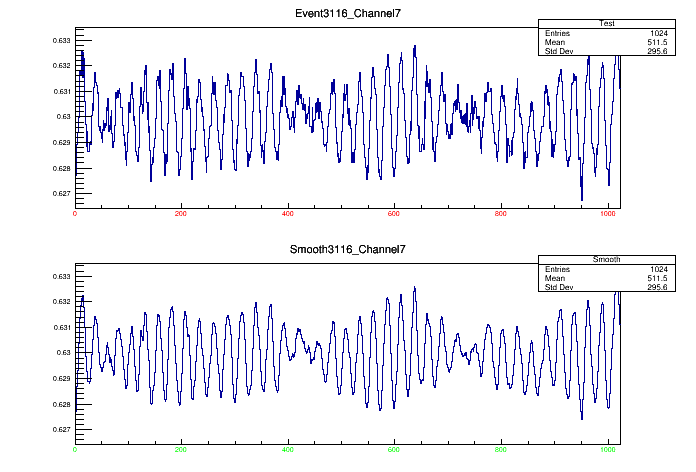 Event3116_Channel7
Test
Entries 1024
Mean 511.5
Std Dev 295.6
0.633
0.632
0.631
0.63
0.629
0.628
0.627
0 200 400 600 800 1000
Smooth3116_Channel7
Smooth
Entries 1024
Mean 511.5
Std Dev 295.6
0.633
0.632
0.631
0.63
0.629
0.628
0.627
0 200 400 600 800 1000